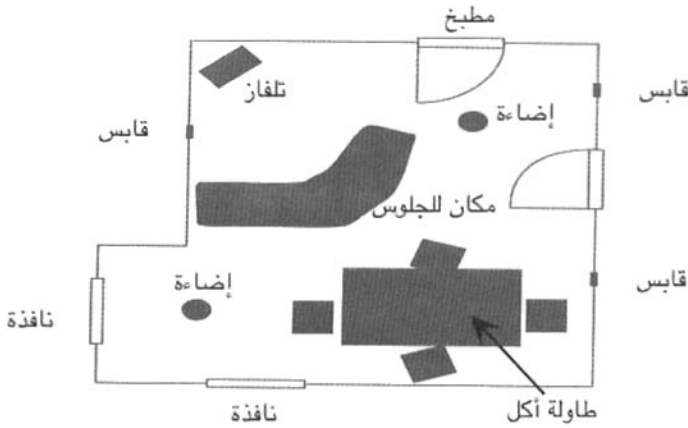 مطبخ
قابس
تلفاز
إضاءة
قابس
مكان للجلوس
إضاءة
قابس
نافذة
طاولة أكل
نافذة